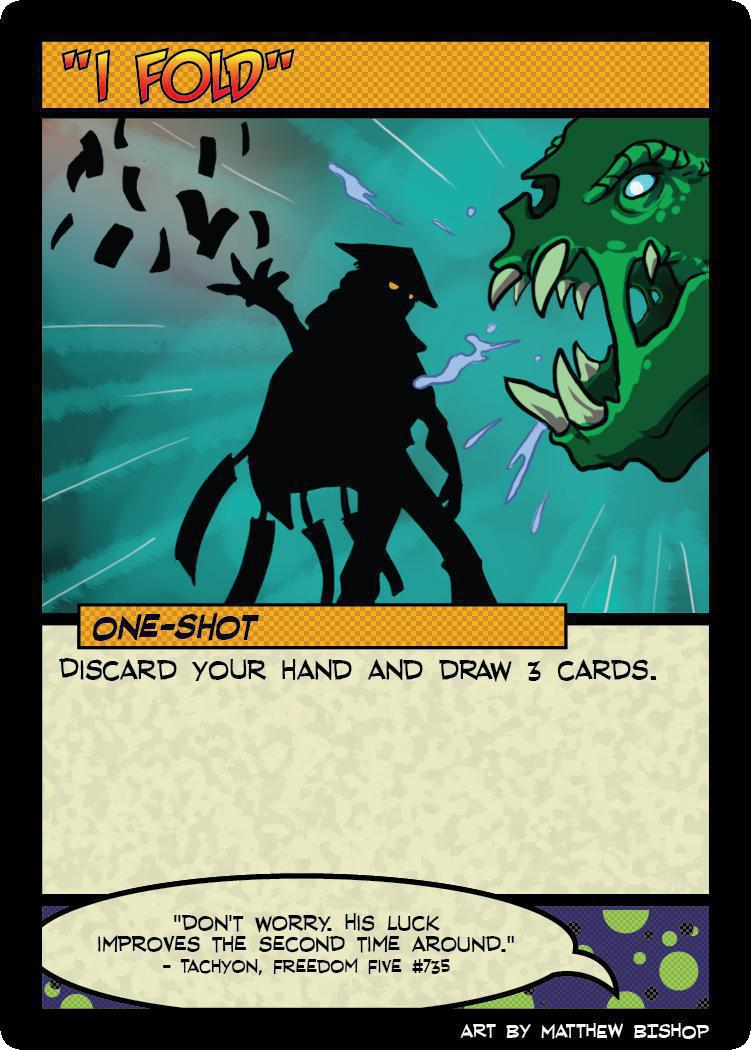 "I FOLD"
ONE-SHOT
DISCARD YOUR HAND AND DRAW 3 CARDS.
"DON'T WORRY. HIS LUCK
IMPROVES THE SECOND TIME AROUND."
- TACHYON, FREEDOM FIVE #735
ART BY MATTHEW BISHOP